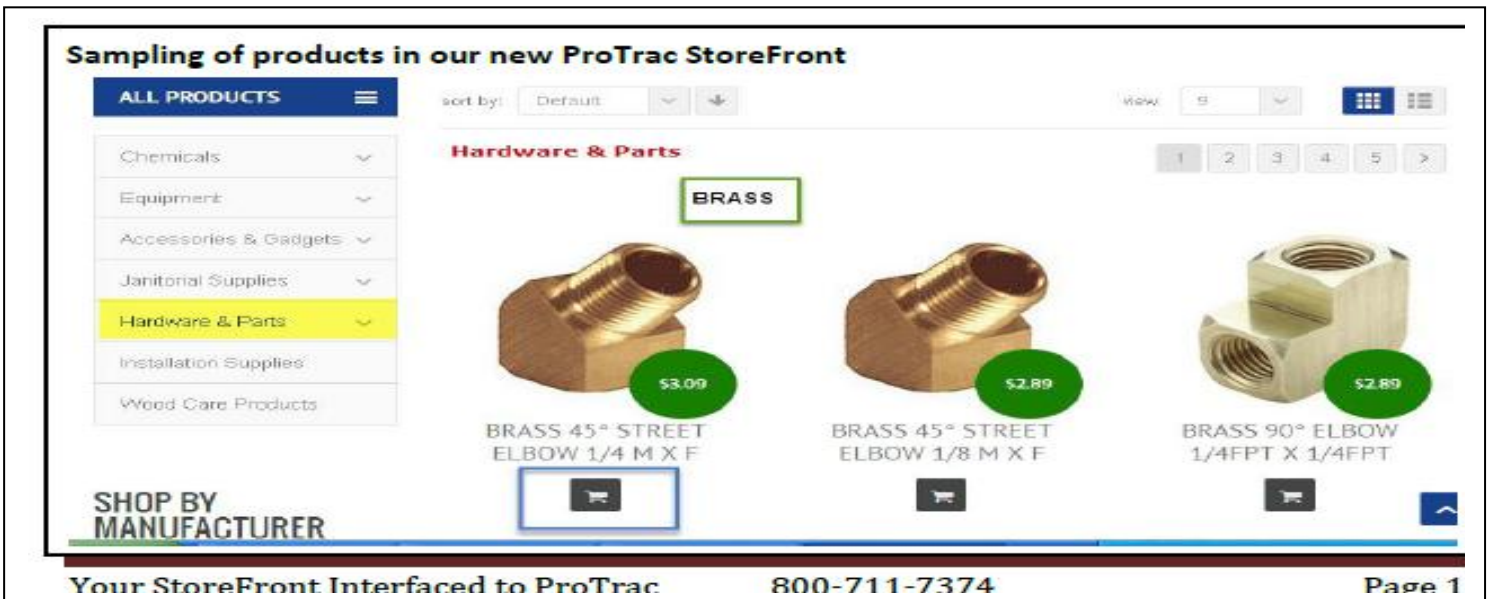 Sampling of products in our new ProTrac StoreFront
ALL PRODUCTS
sort by: Default
view: 9
Chemicals
Equipment
Accessories & Gadgets
Janitorial Supplies
Hardware & Parts
Installation Supplies
Wood Care Products
SHOP BY
MANUFACTURER
Hardware & Parts
1 2 3 4 5 >
BRASS
$3.09
BRASS 45° STREET
ELBOW 1/4 M X F
$2.89
BRASS 45° STREET
ELBOW 1/8 M X F
$2.89
BRASS 90° ELBOW
1/4FPT X 1/4FPT
Your StoreFront Interfaced to ProTrac 800-711-7374 Page 1